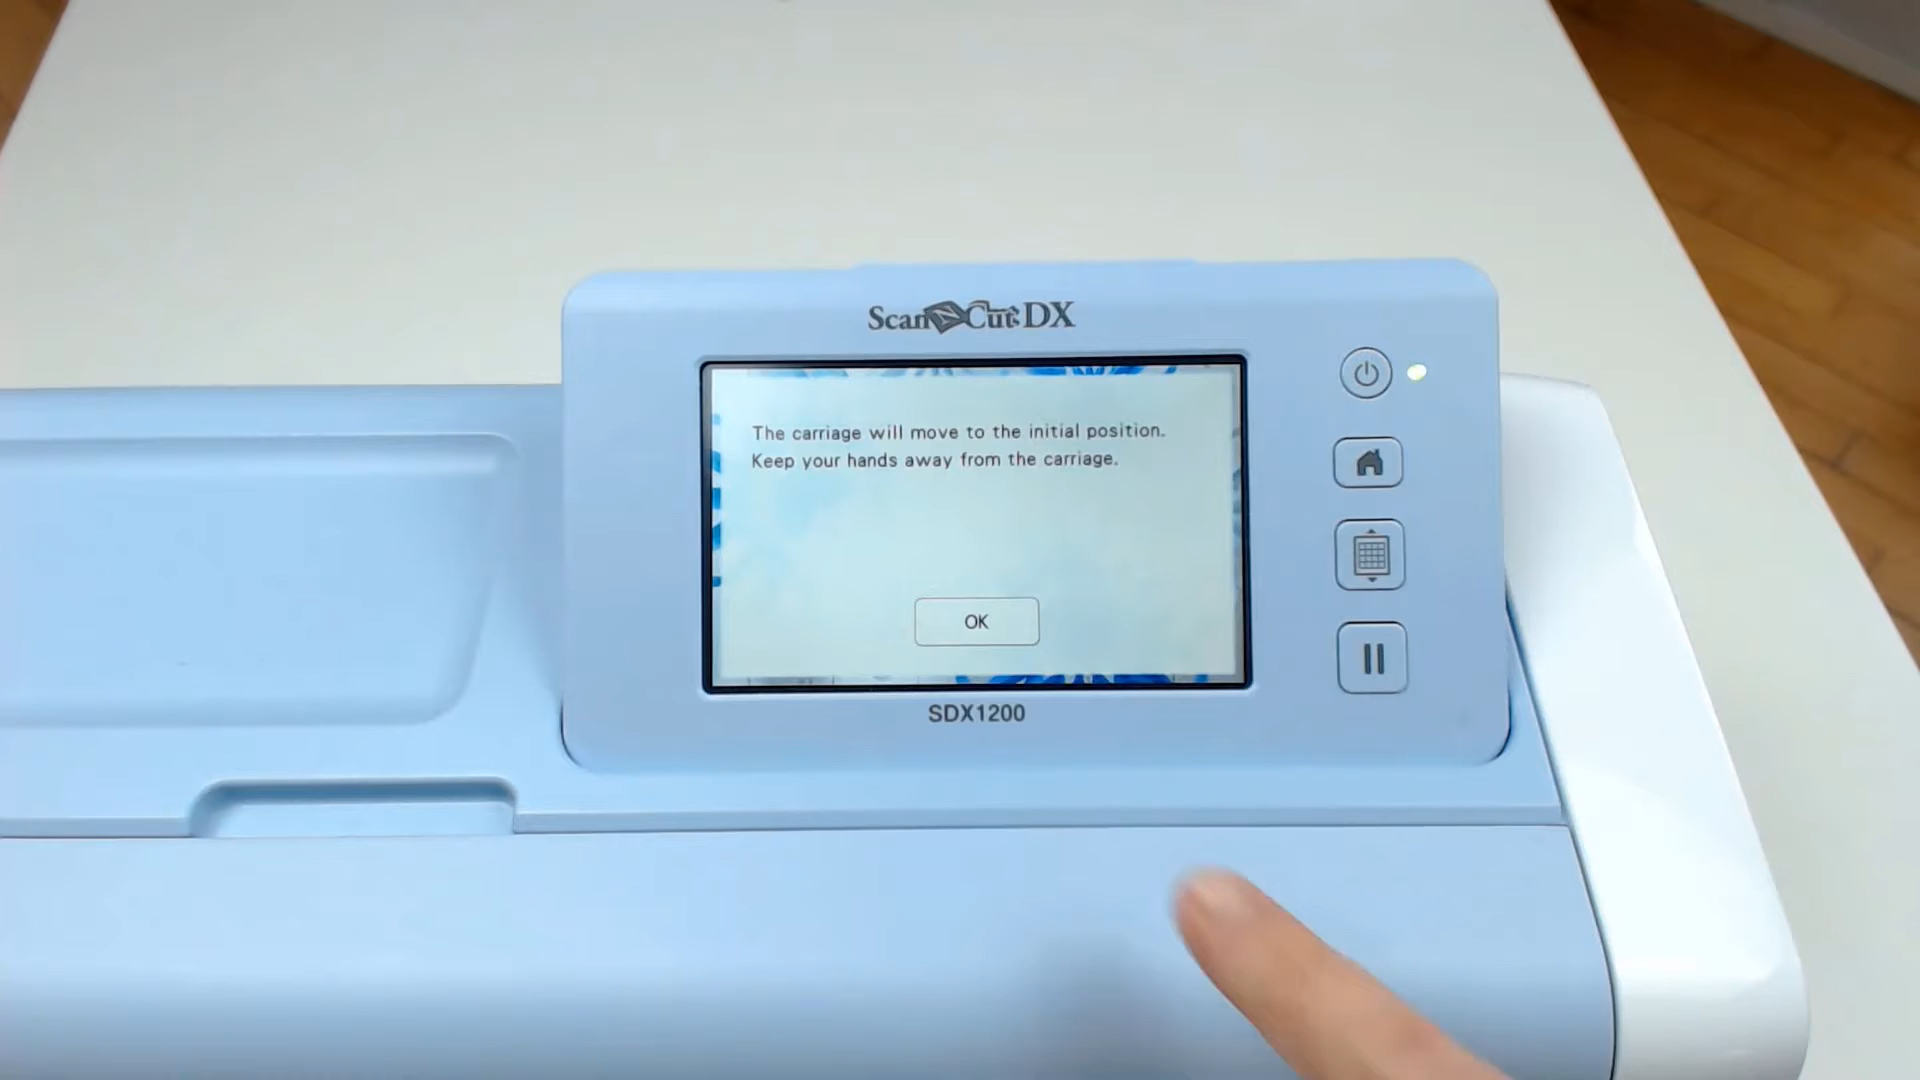 ScanNCut DX
The carriage will move to the initial position.
Keep your hands away from the carriage.
OK
SDX1200